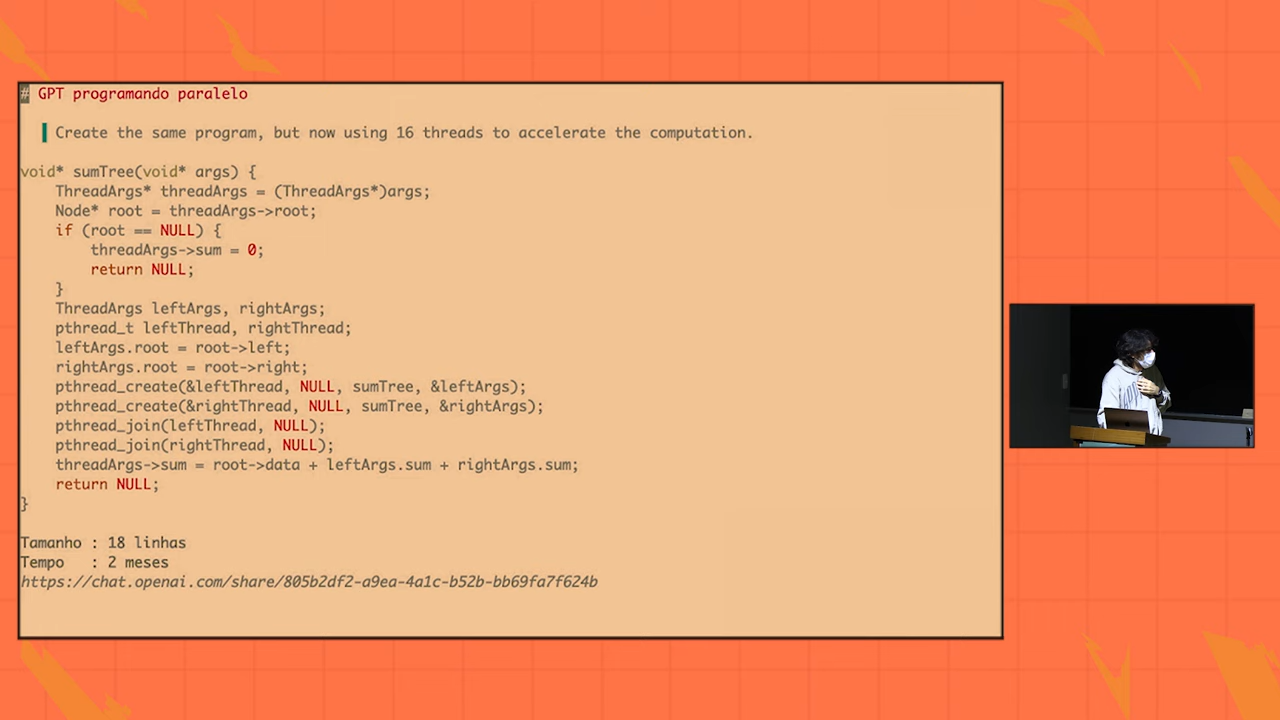 # GPT programando paralelo
Create the same program, but now using 16 threads to accelerate the computation.
void* sumTree(void* args) {
    ThreadArgs* threadArgs = (ThreadArgs*)args;
    Node* root = threadArgs->root;
    if (root == NULL) {
        threadArgs->sum = 0;
        return NULL;
    }
    ThreadArgs leftArgs, rightArgs;
    pthread_t leftThread, rightThread;
    leftArgs.root = root->left;
    rightArgs.root = root->right;
    pthread_create(&leftThread, NULL, sumTree, &leftArgs);
    pthread_create(&rightThread, NULL, sumTree, &rightArgs);
    pthread_join(leftThread, NULL);
    pthread_join(rightThread, NULL);
    threadArgs->sum = root->data + leftArgs.sum + rightArgs.sum;
    return NULL;
}
Tamanho : 18 linhas
Tempo   : 2 meses
https://chat.openai.com/share/805b2df2-a9ea-4a1c-b52b-bb69fa7f624b